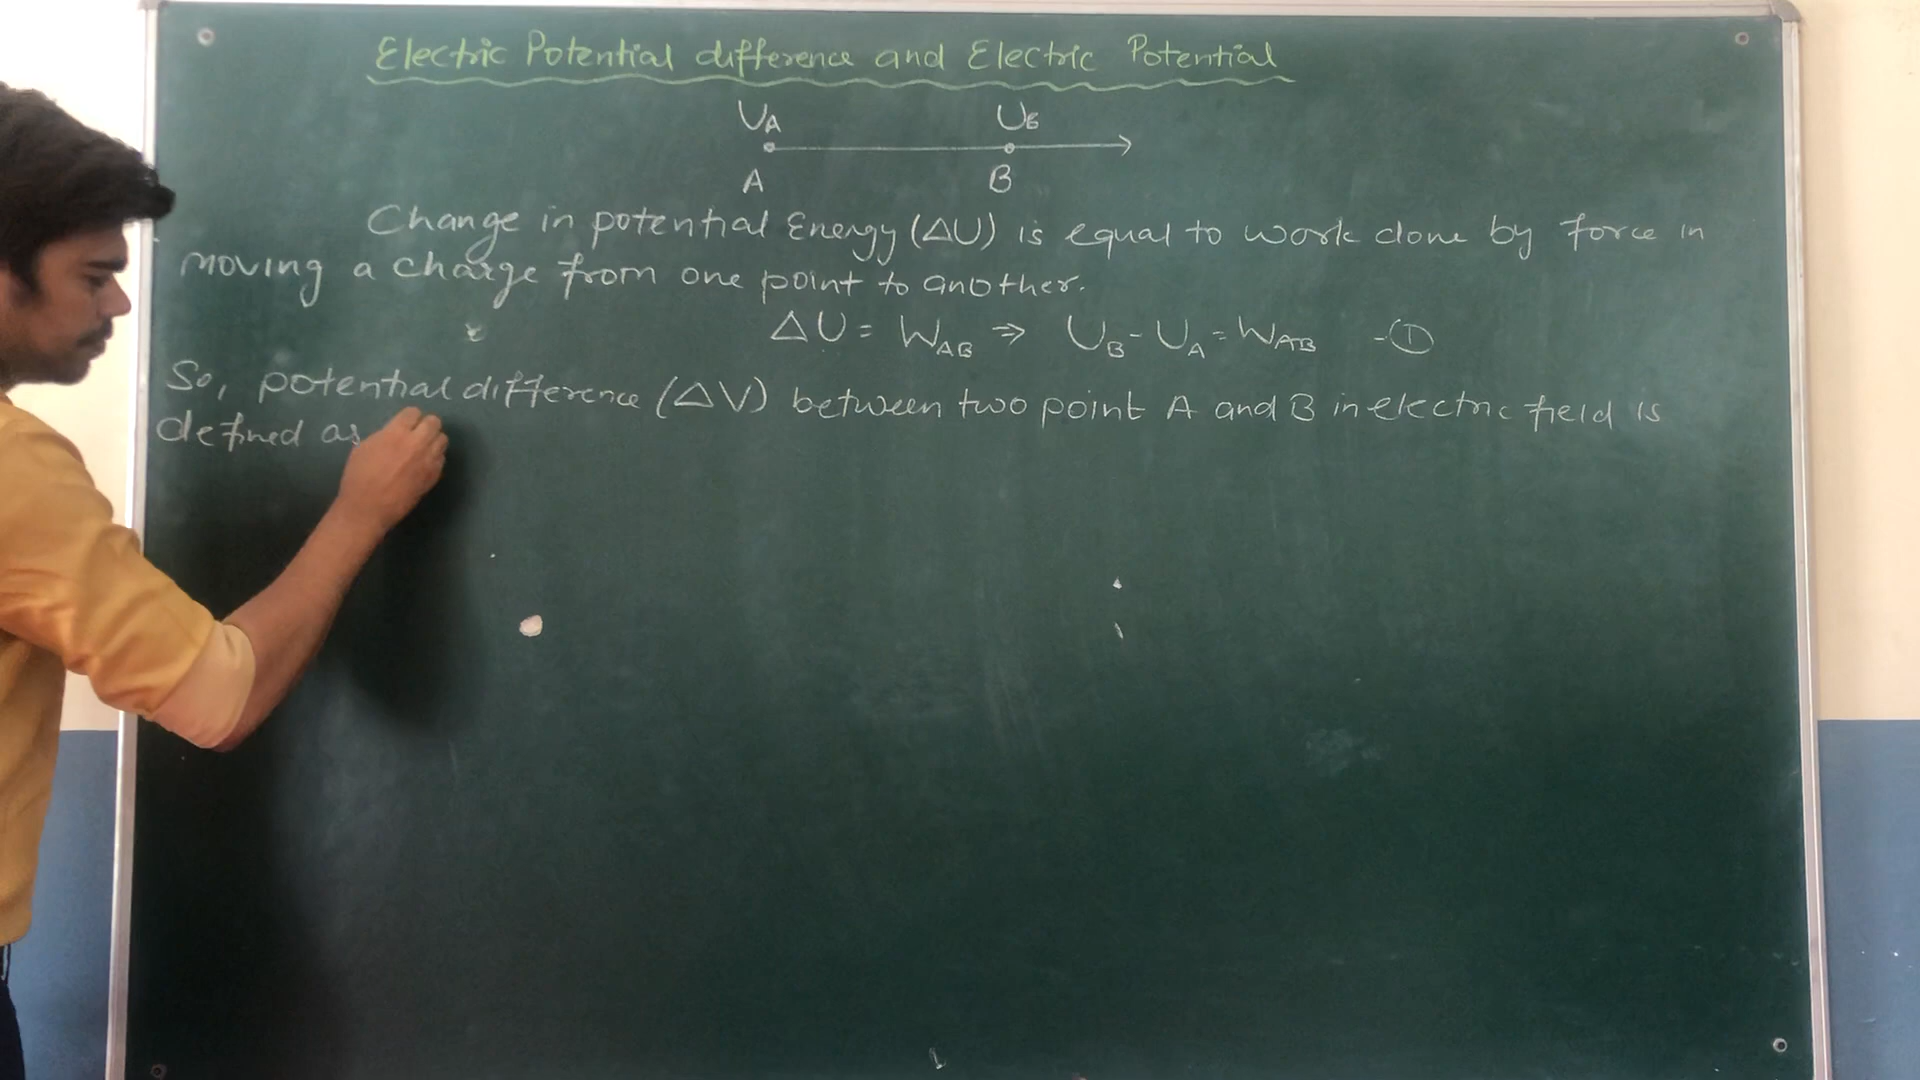 Electric Potential difference and Electric Potential
UA UB
A B
Change in potential Energy (ΔU) is equal to work done by force in
moving a charge from one point to another.
ΔU = WAB ⇒ UB - UA = WAB -①
So, potential difference (ΔV) between two point A and B in electric field is
defined as